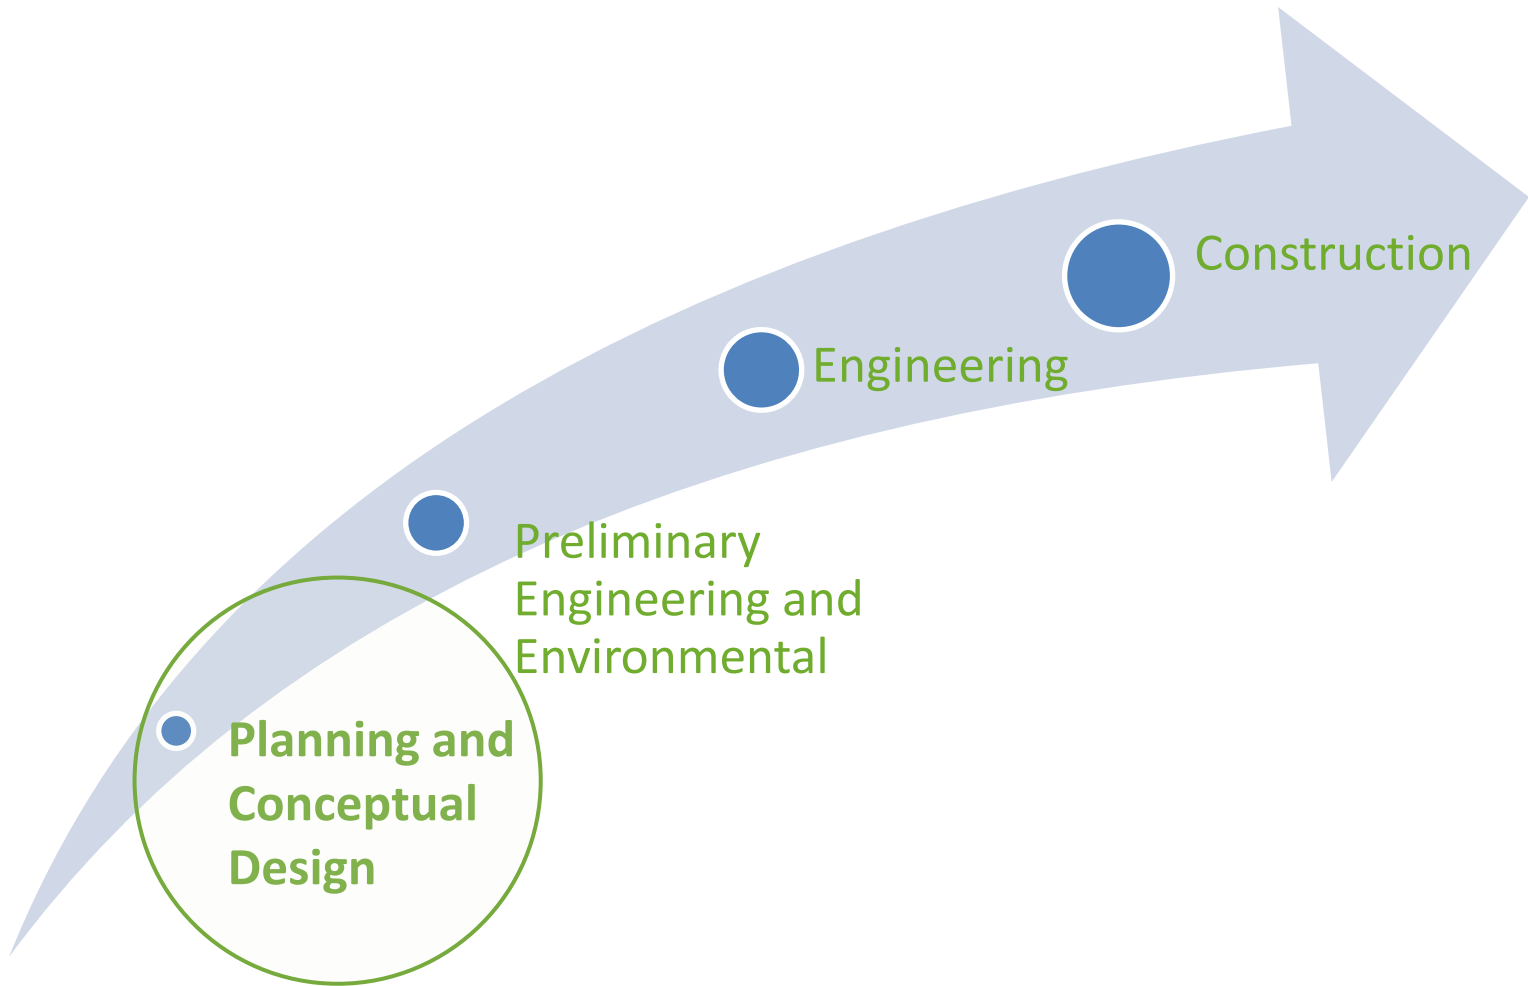 Construction
Engineering
Preliminary
Engineering and
Environmental
Planning and
Conceptual
Design